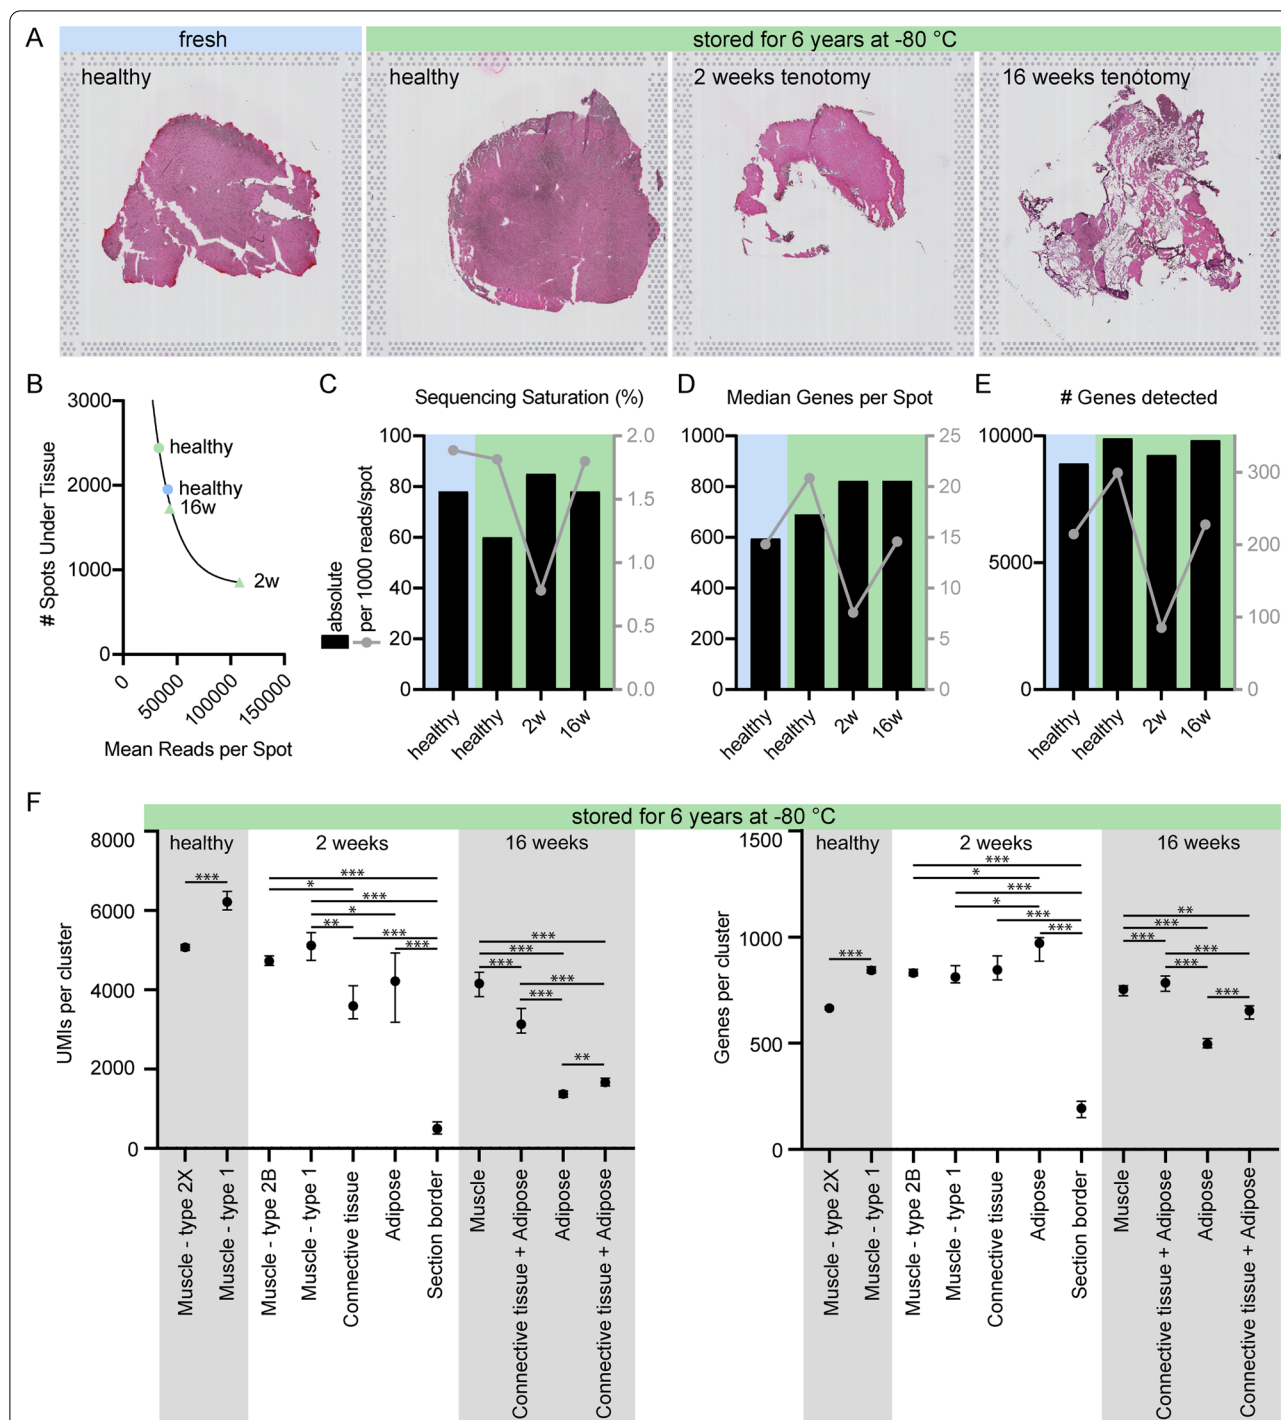 A
fresh
stored for 6 years at -80 °C
healthy
healthy
2 weeks tenotomy
16 weeks tenotomy
B
# Spots Under Tissue
3000
2000
1000
0
healthy
healthy
16w
2w
0
50000
100000
150000
Mean Reads per Spot
absolute
per 1000 reads/spot
C
Sequencing Saturation (%)
100
80
60
40
20
0
2.0
1.5
1.0
0.5
0.0
healthy
healthy
2w
16w
D
Median Genes per Spot
1000
800
600
400
200
0
25
20
15
10
5
0
healthy
healthy
2w
16w
E
# Genes detected
10000
5000
0
300
200
100
0
healthy
healthy
2w
16w
F
stored for 6 years at -80 °C
UMIs per cluster
8000
6000
4000
2000
0
healthy
2 weeks
16 weeks
***
***
*
***
*
**
***
***
***
***
***
***
***
**
Muscle - type 2X
Muscle - type 1
Muscle - type 2B
Muscle - type 1
Connective tissue
Adipose
Section border
Muscle
Connective tissue + Adipose
Adipose
Connective tissue + Adipose
Genes per cluster
1500
1000
500
0
healthy
2 weeks
16 weeks
***
***
*
***
*
***
***
**
***
***
***
***
***
Muscle - type 2X
Muscle - type 1
Muscle - type 2B
Muscle - type 1
Connective tissue
Adipose
Section border
Muscle
Connective tissue + Adipose
Adipose
Connective tissue + Adipose